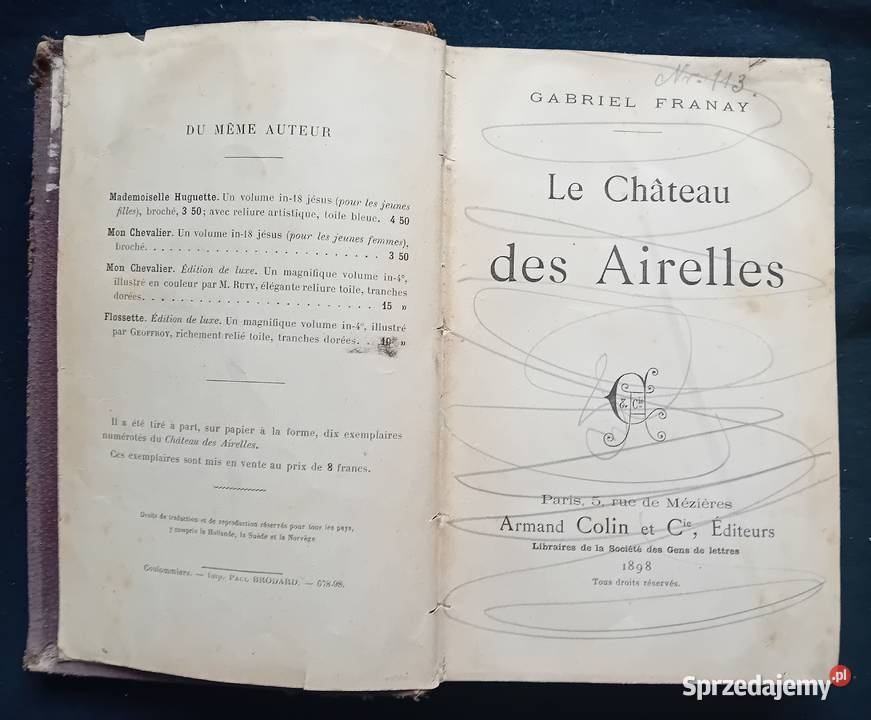 DU MÊME AUTEUR
Mademoiselle Huguette. Un volume in-18 jésus (pour les jeunes
filles), broché, 3 50; avec reliure artistique, toile bleue. 4 50
Mon Chevalier. Un volume in-18 jésus (pour les jeunes femmes),
broché. . . . . . . . . . . . . . . . . . . . . . . 3 50
Mon Chevalier. Édition de luxe. Un magnifique volume in-4°,
illustré en couleur par M. RUTY, élégante reliure toile, tranches
dorées. . . . . . . . . . . . . . . . . . . . . . . 15 »
Flossette. Édition de luxe. Un magnifique volume in-4°, illustré
par GEOFFROY, richement relié toile, tranches dorées. . 10 »
Il a été tiré à part, sur papier à la forme, dix exemplaires
numérotés du Château des Airelles.
Ces exemplaires sont mis en vente au prix de 8 francs.
Droits de traduction et de reproduction réservés pour tous les pays,
y compris la Hollande, la Suède et la Norvège
Coulommiers. — Imp. PAUL BRODARD. — 678-98.
Nr. 113.
GABRIEL FRANAY
Le Château
des Airelles
A. C. & Cie
Paris, 5, rue de Mézières
Armand Colin et Cie, Éditeurs
Libraires de la Société des Gens de lettres
1898
Tous droits réservés.
Sprzedajemy.pl